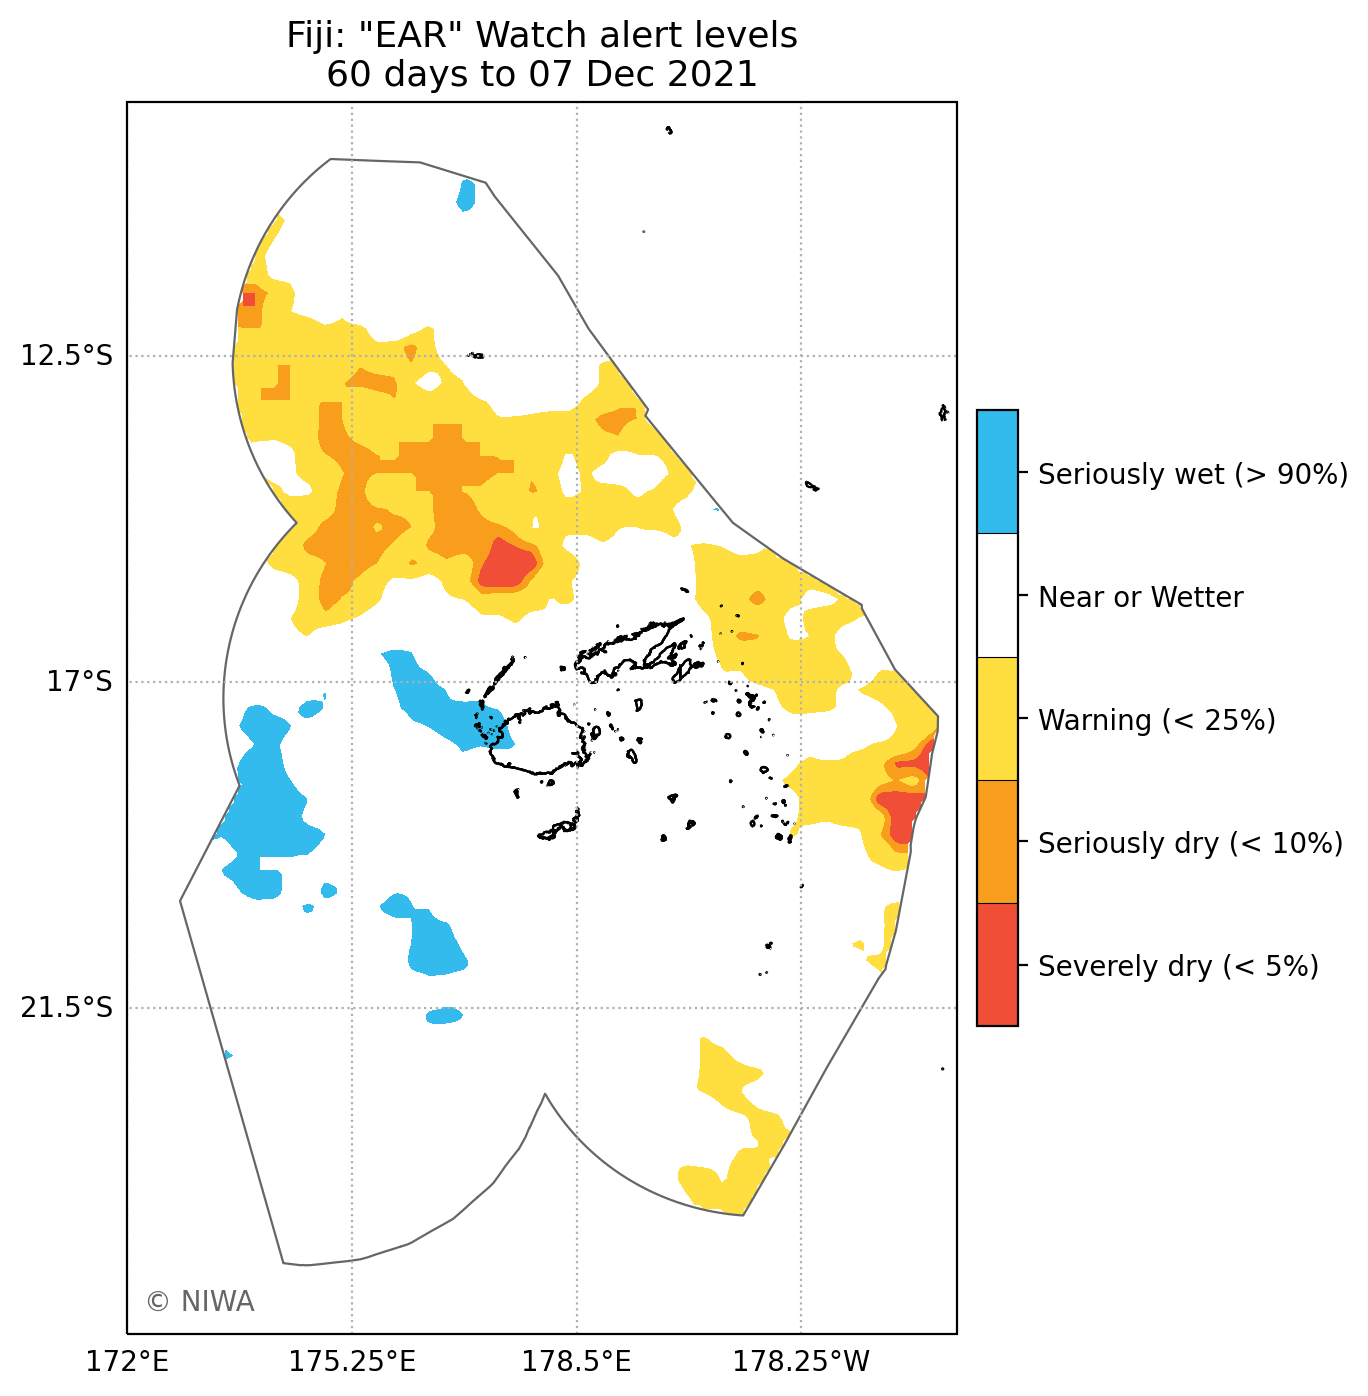 Fiji: "EAR" Watch alert levels
60 days to 07 Dec 2021
12.5°S
17°S
21.5°S
172°E
175.25°E
178.5°E
178.25°W
Seriously wet (> 90%)
Near or Wetter
Warning (< 25%)
Seriously dry (< 10%)
Severely dry (< 5%)
© NIWA